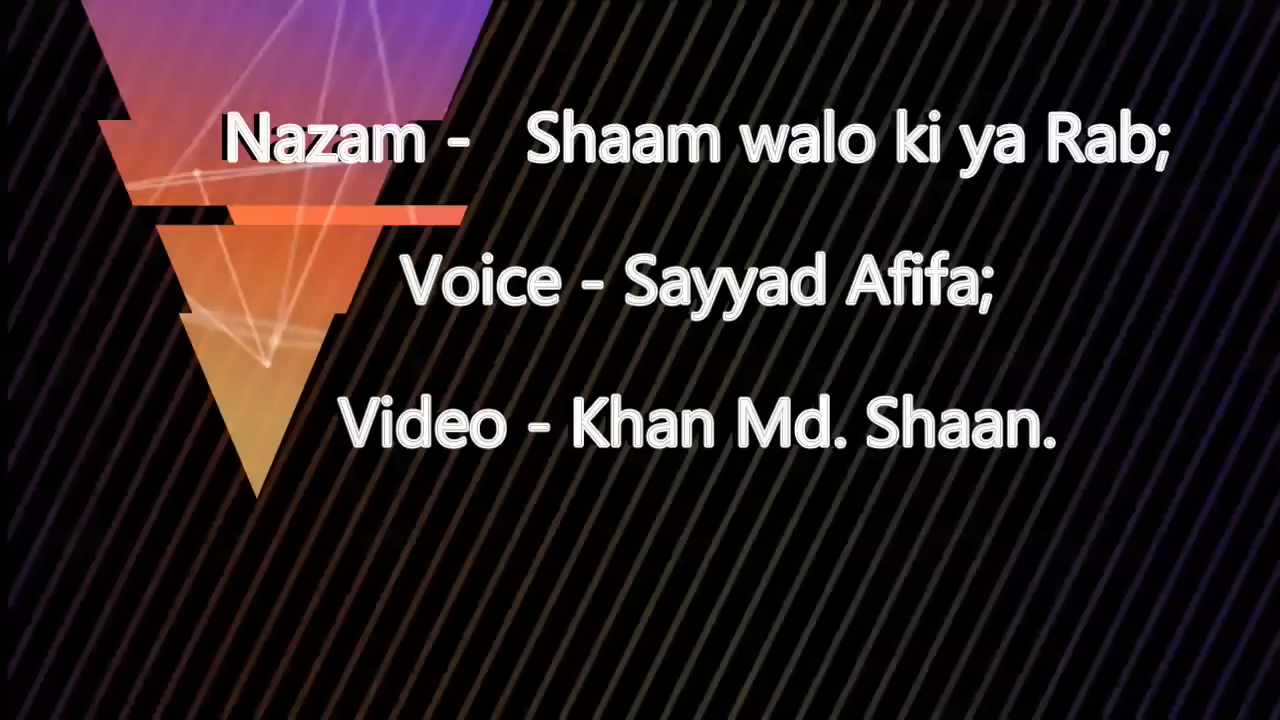 Nazam - Shaam walo ki ya Rab;
Voice - Sayyad Afifa;
Video - Khan Md. Shaan.